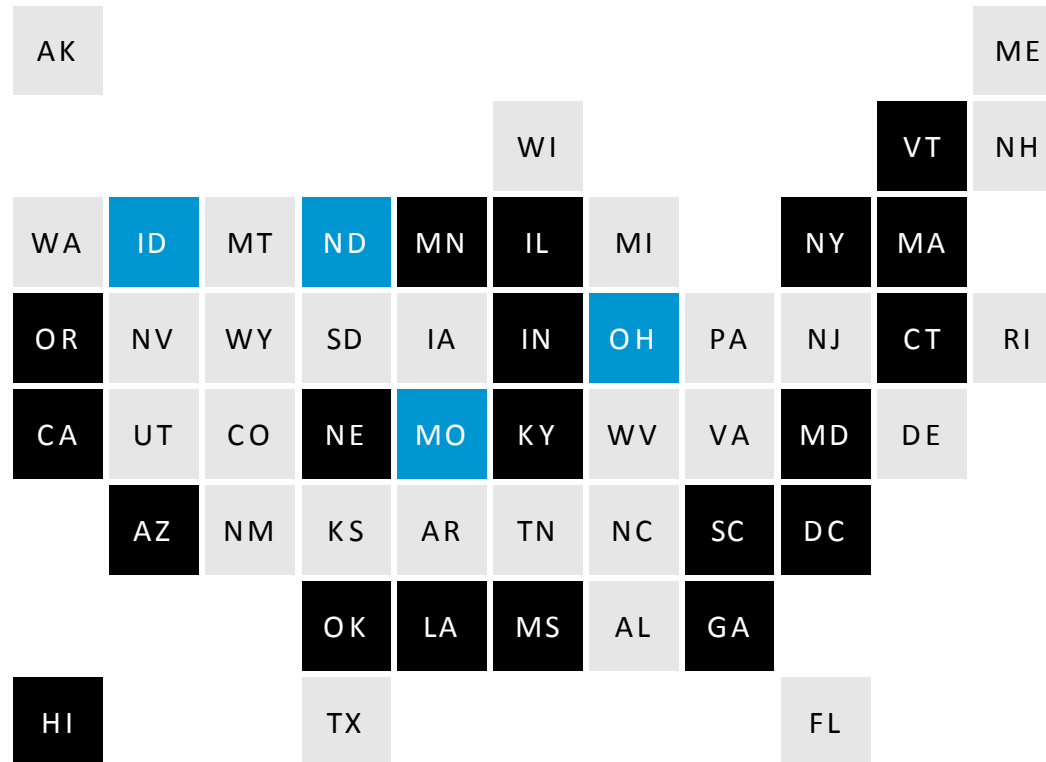 AK ME
WI VT NH
WA ID MT ND MN IL MI NY MA
OR NV WY SD IA IN OH PA NJ CT RI
CA UT CO NE MO KY WV VA MD DE
AZ NM KS AR TN NC SC DC
OK LA MS AL GA
HI TX FL